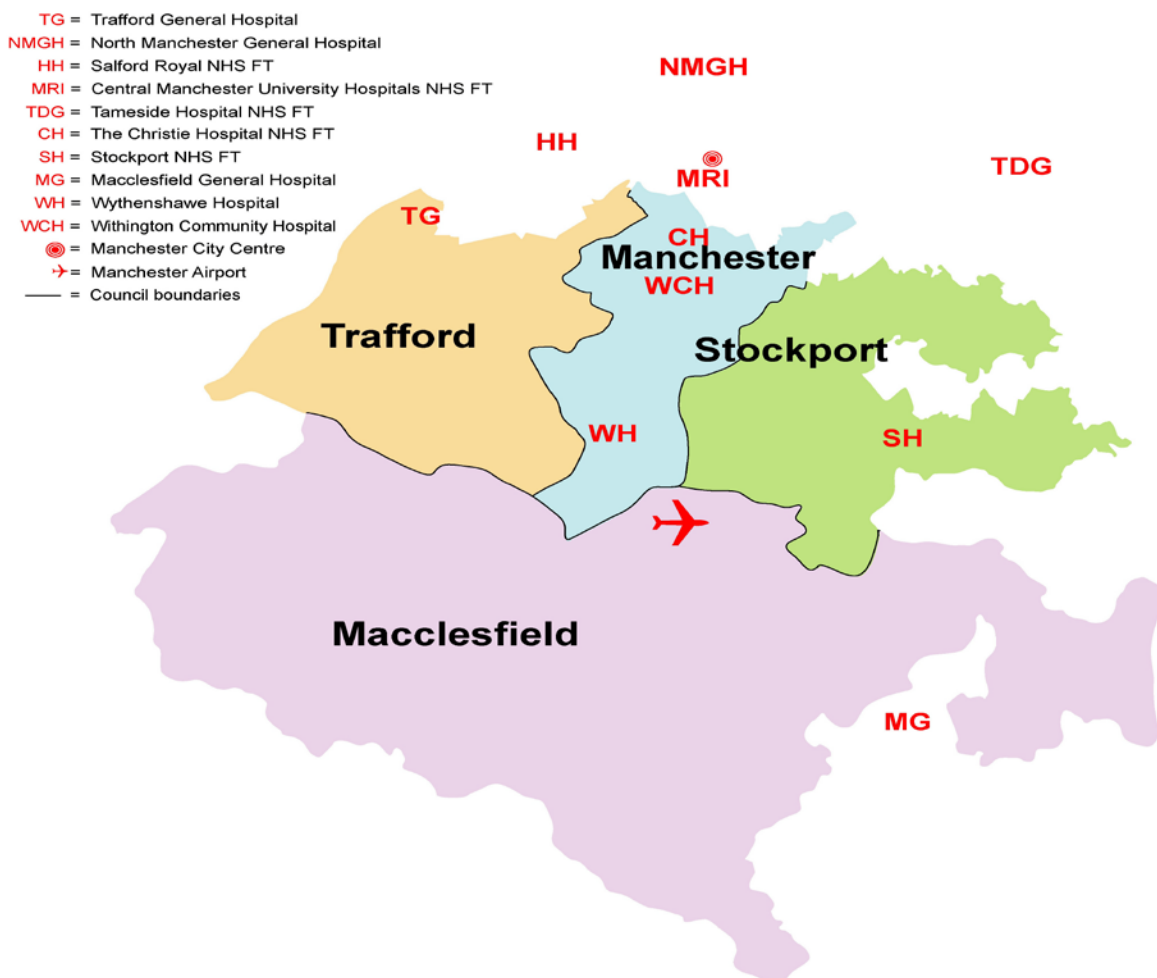 TG = Trafford General Hospital
NMGH = North Manchester General Hospital
HH = Salford Royal NHS FT
MRI = Central Manchester University Hospitals NHS FT
TDG = Tameside Hospital NHS FT
CH = The Christie Hospital NHS FT
SH = Stockport NHS FT
MG = Macclesfield General Hospital
WH = Wythenshawe Hospital
WCH = Withington Community Hospital
= Manchester City Centre
= Manchester Airport
= Council boundaries
NMGH
HH
MRI
TDG
TG
CH
Manchester
WCH
Trafford
Stockport
WH
SH
Macclesfield
MG